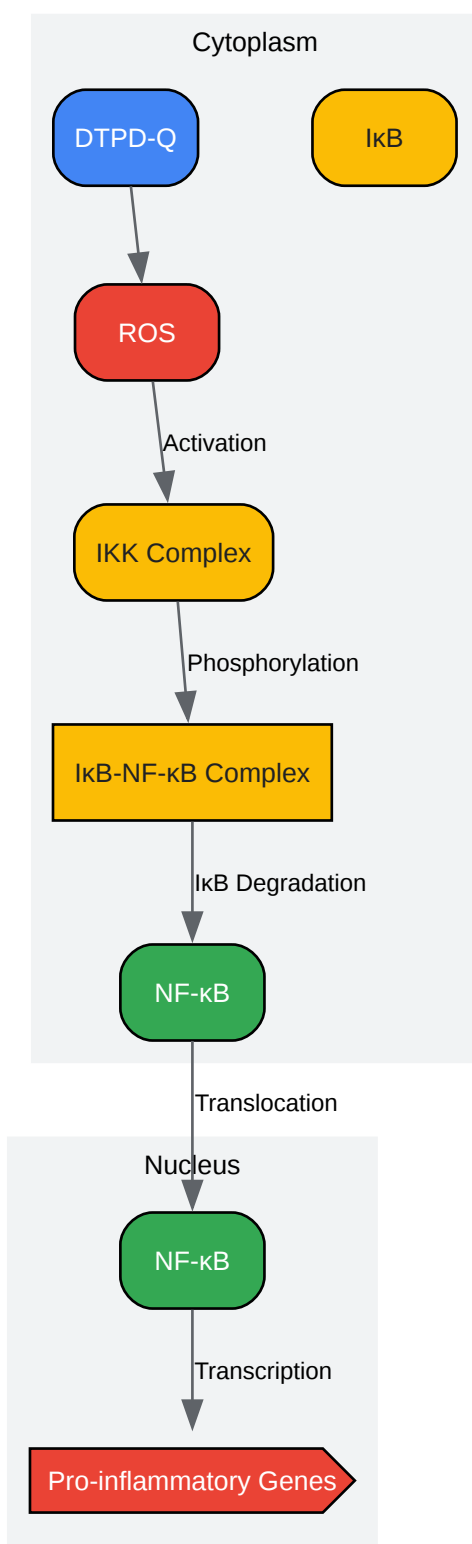 Cytoplasm
DTPD-Q
IκB
ROS
Activation
IKK Complex
Phosphorylation
IκB-NF-κB Complex
IκB Degradation
NF-κB
Translocation
Nucleus
NF-κB
Transcription
Pro-inflammatory Genes